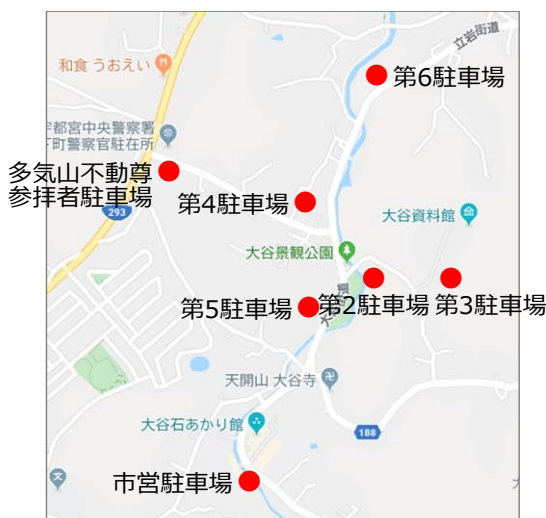 立岩街道
和食 うおえい
第6駐車場
宇都宮中央警察署
下町警察官駐在所
多気山不動尊
参拝者駐車場
293
第4駐車場
大谷資料館
大谷景観公園
第5駐車場
第2駐車場
第3駐車場
天開山 大谷寺
大谷石あかり館
188
市営駐車場